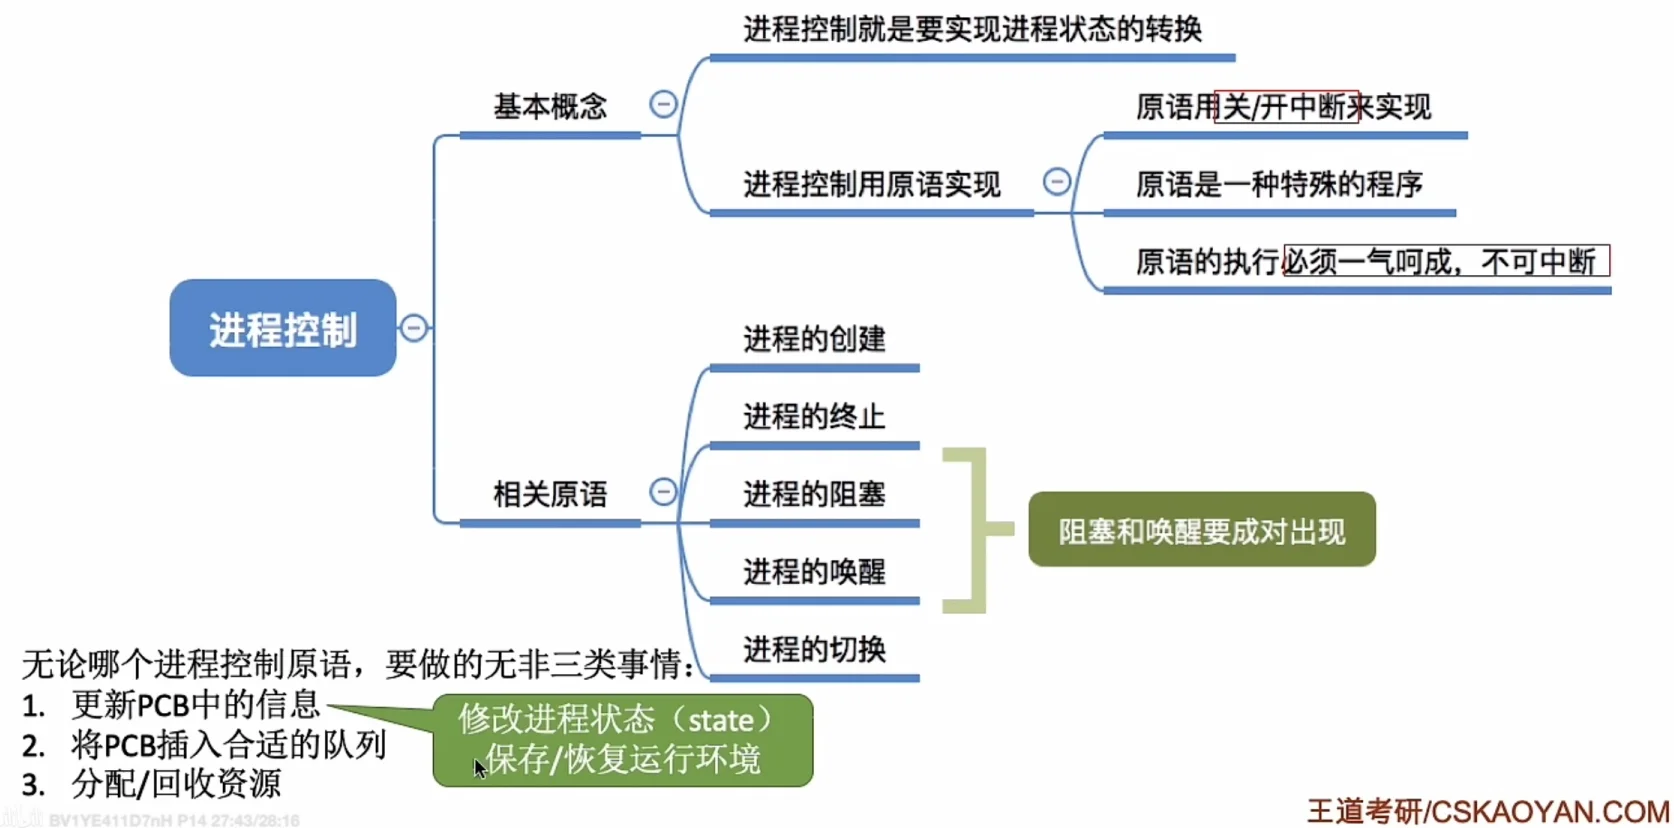 进程控制就是要实现进程状态的转换
基本概念
原语用关/开中断来实现
进程控制用原语实现
原语是一种特殊的程序
原语的执行必须一气呵成，不可中断
进程控制
进程的创建
进程的终止
相关原语
进程的阻塞
阻塞和唤醒要成对出现
进程的唤醒
进程的切换
无论哪个进程控制原语，要做的无非三类事情：
1. 更新PCB中的信息
2. 将PCB插入合适的队列
3. 分配/回收资源
修改进程状态（state）
保存/恢复运行环境
BV1YE411D7nH P14 27:43/28:16
王道考研/CSKAOYAN.COM